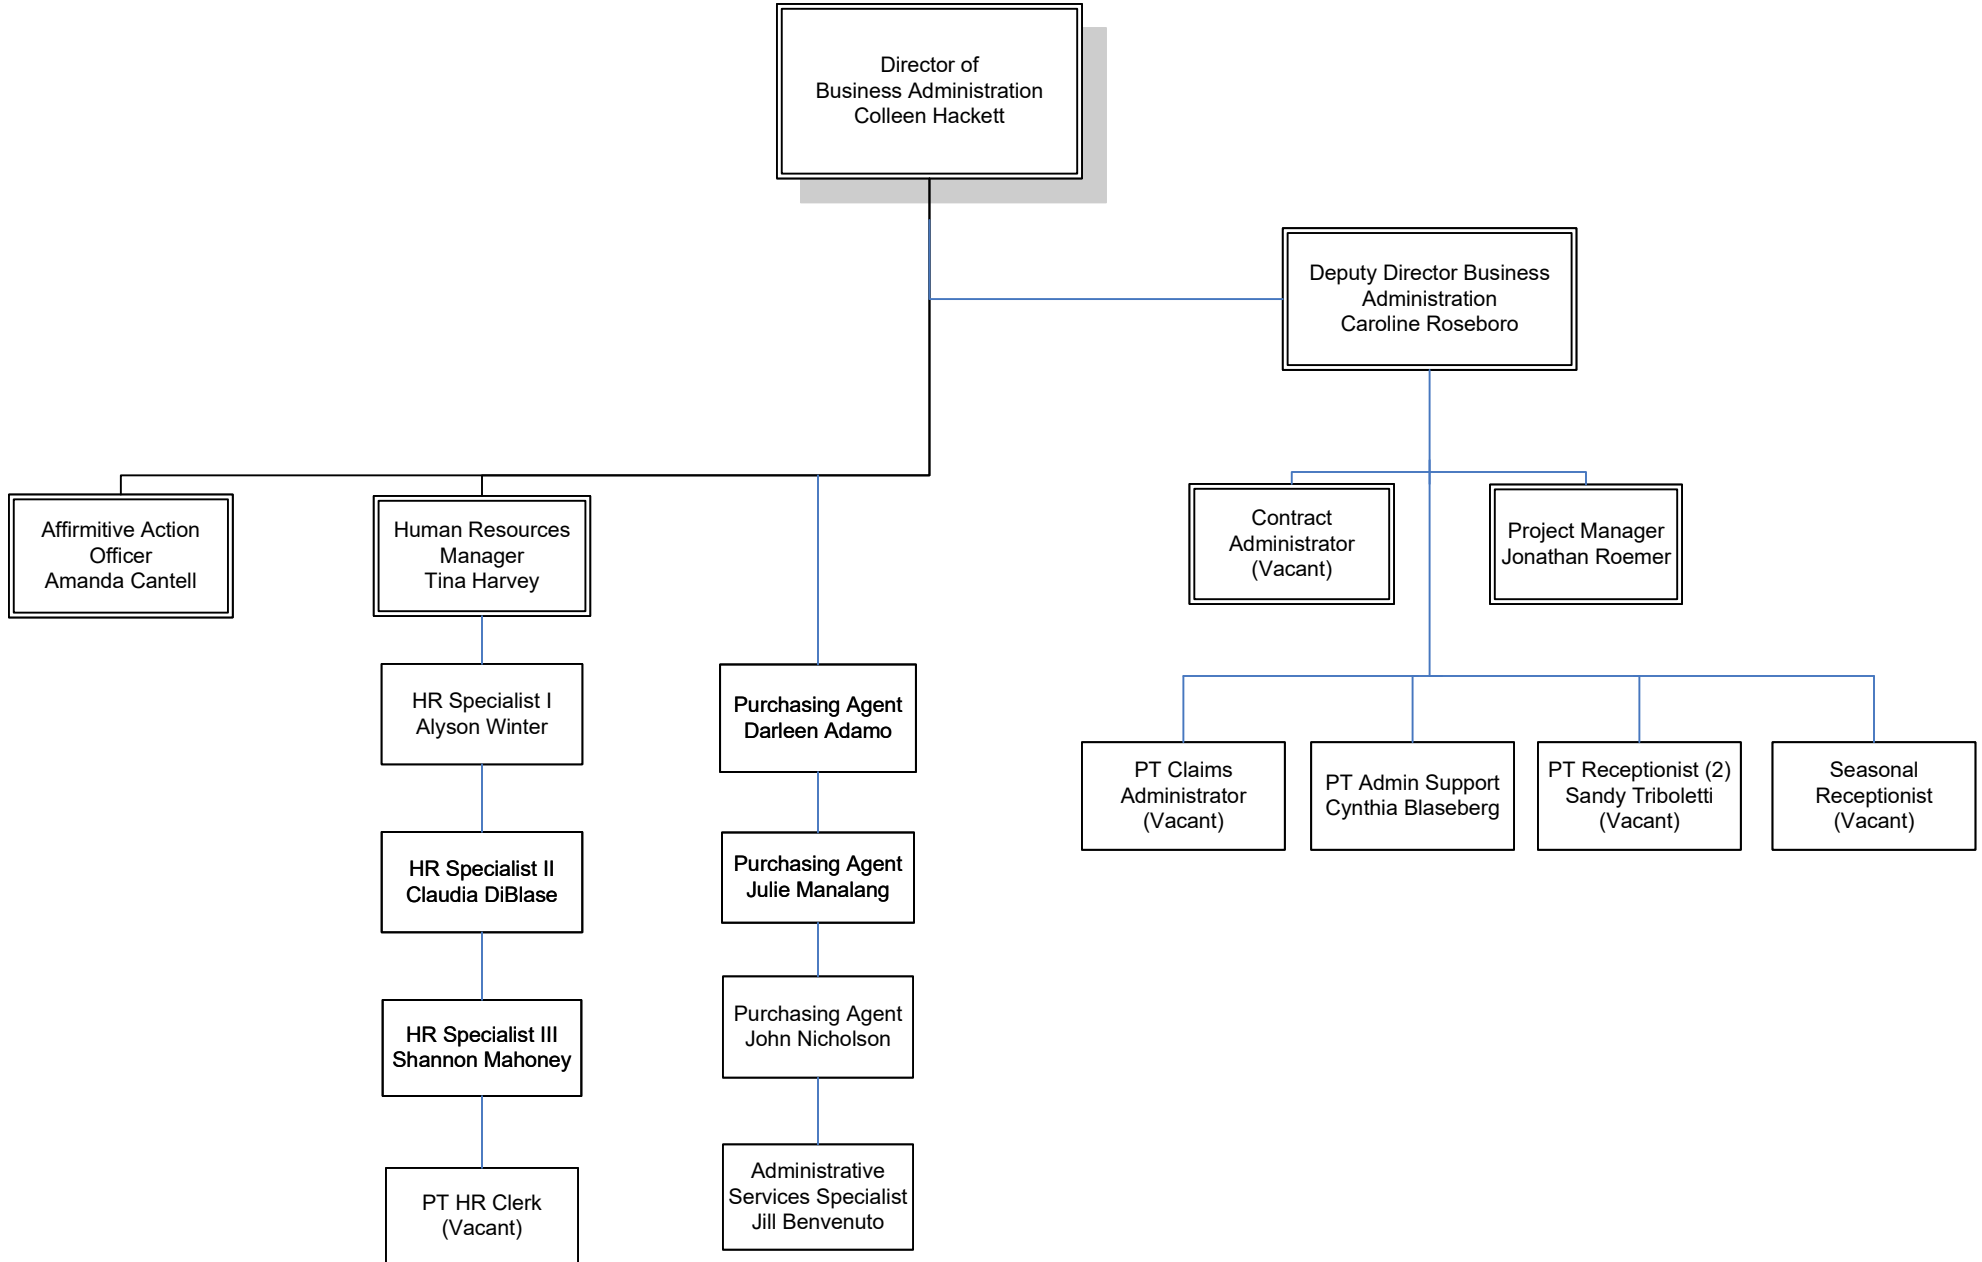 Director of
Business Administration
Colleen Hackett
Deputy Director Business
Administration
Caroline Roseboro
Affirmitive Action
Officer
Amanda Cantell
Human Resources
Manager
Tina Harvey
Contract
Administrator
(Vacant)
Project Manager
Jonathan Roemer
HR Specialist I
Alyson Winter
Purchasing Agent
Darleen Adamo
PT Claims
Administrator
(Vacant)
PT Admin Support
Cynthia Blaseberg
PT Receptionist (2)
Sandy Triboletti
(Vacant)
Seasonal
Receptionist
(Vacant)
HR Specialist II
Claudia DiBlase
Purchasing Agent
Julie Manalang
HR Specialist III
Shannon Mahoney
Purchasing Agent
John Nicholson
PT HR Clerk
(Vacant)
Administrative
Services Specialist
Jill Benvenuto